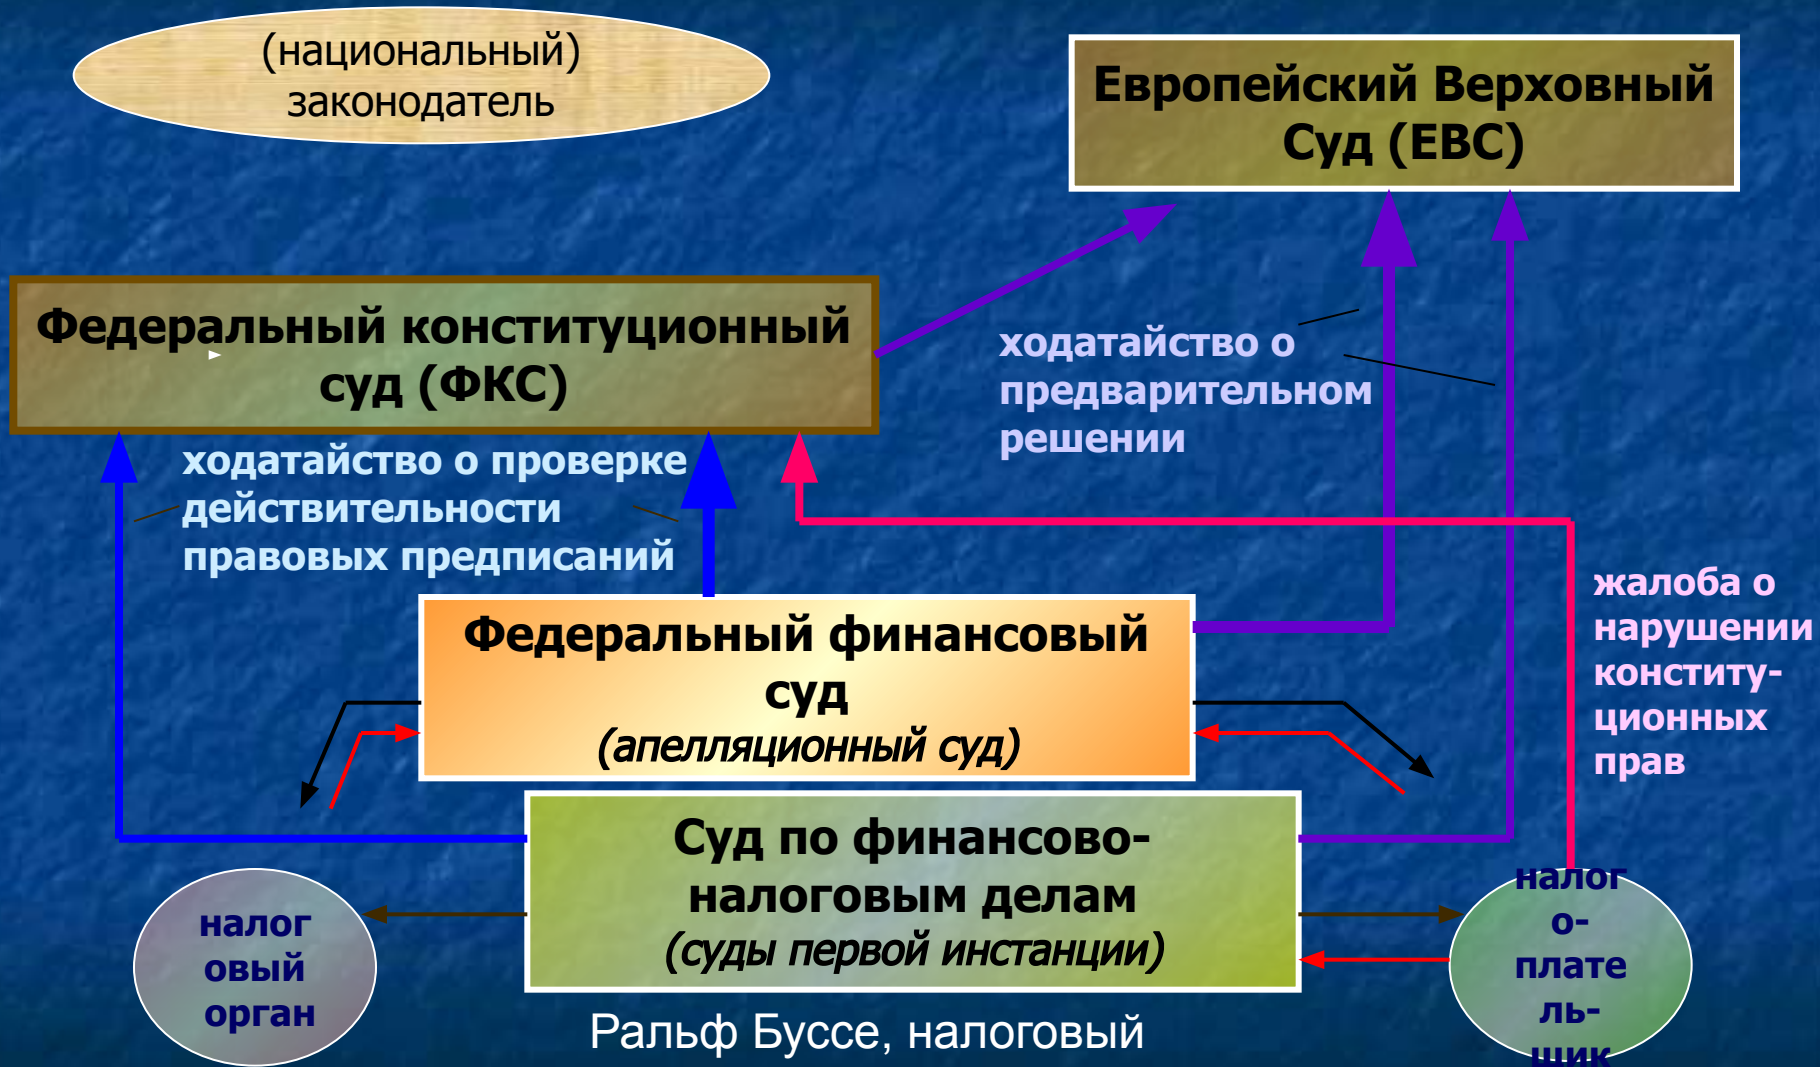 (национальный)
законодатель
Европейский Верховный
Суд (ЕВС)
Федеральный конституционный
суд (ФКС)
ходатайство о
предварительном
решении
ходатайство о проверке
действительности
правовых предписаний
жалоба о
нарушении
конститу-
ционных
прав
Федеральный финансовый
суд
(апелляционный суд)
Суд по финансово-
налоговым делам
(суды первой инстанции)
налог
овый
орган
налог
о-
плате
ль-
щик
Ральф Буссе, налоговый